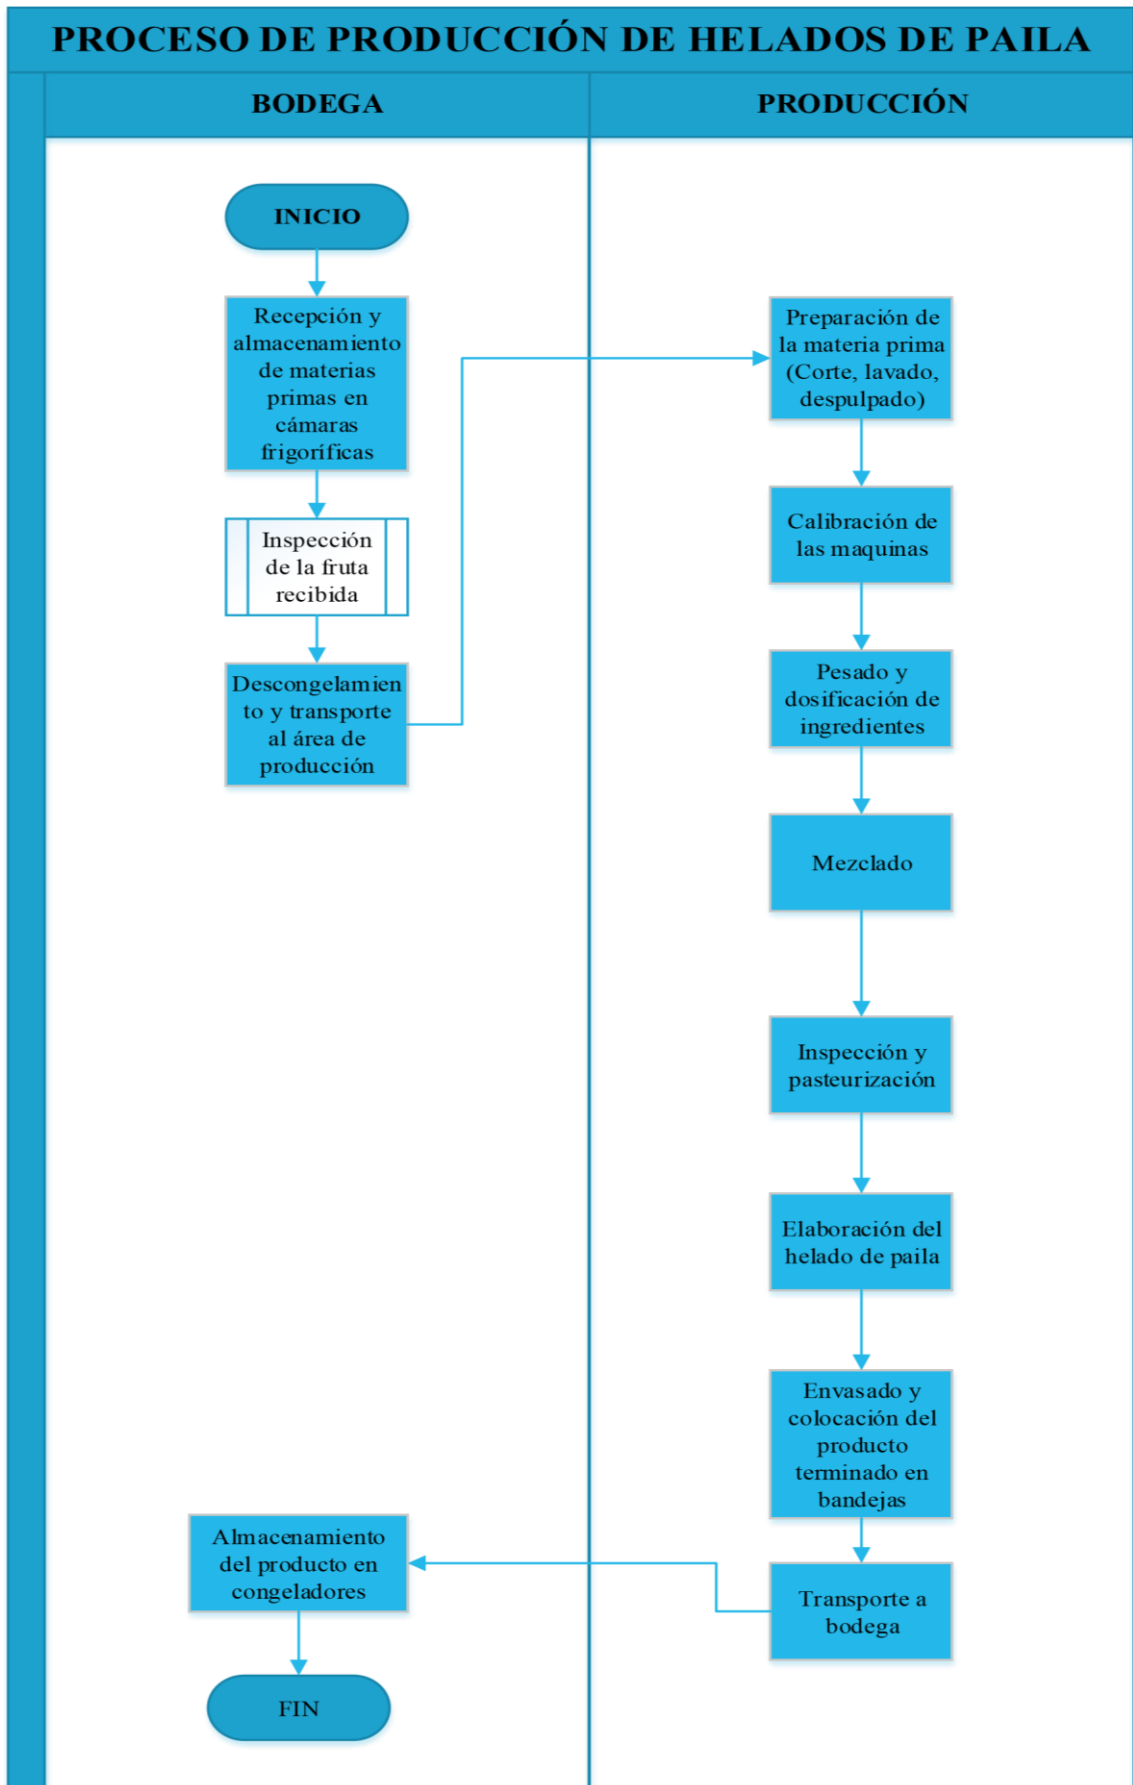 PROCESO DE PRODUCCIÓN DE HELADOS DE PAILA
BODEGA
PRODUCCIÓN
INICIO
Recepción y
almacenamiento
de materias
primas en
cámaras
frigoríficas
Inspección
de la fruta
recibida
Descongelamien
to y transporte
al área de
producción
Preparación de
la materia prima
(Corte, lavado,
despulpado)
Calibración de
las maquinas
Pesado y
dosificación de
ingredientes
Mezclado
Inspección y
pasteurización
Elaboración del
helado de paila
Envasado y
colocación del
producto
terminado en
bandejas
Transporte a
bodega
Almacenamiento
del producto en
congeladores
FIN